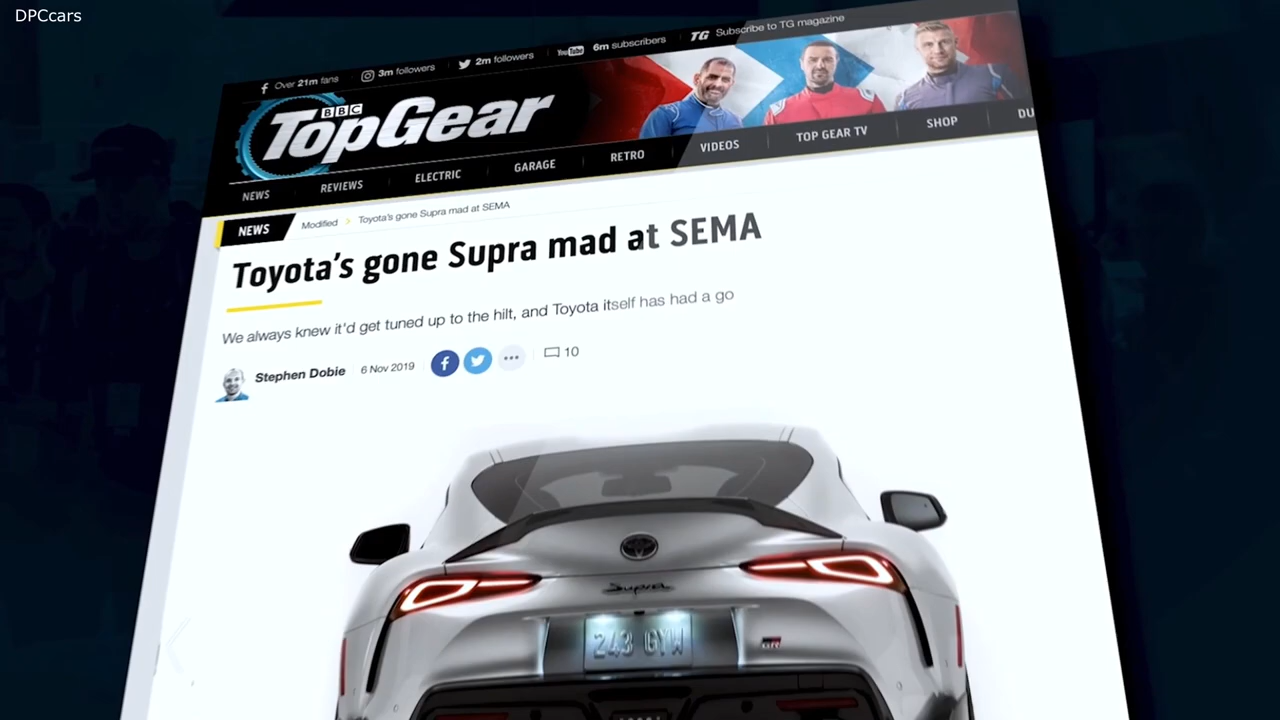 DPCcars
Over 21m fans
3m followers
2m followers
YouTube 6m subscribers
TG Subscribe to TG magazine
BBC
TopGear
NEWS REVIEWS ELECTRIC GARAGE RETRO VIDEOS TOP GEAR TV SHOP DU
NEWS Modified > Toyota's gone Supra mad at SEMA
Toyota's gone Supra mad at SEMA
We always knew it'd get tuned up to the hilt, and Toyota itself has had a go
Stephen Dobie 6 Nov 2019 10
Supra
243 GYW
GR